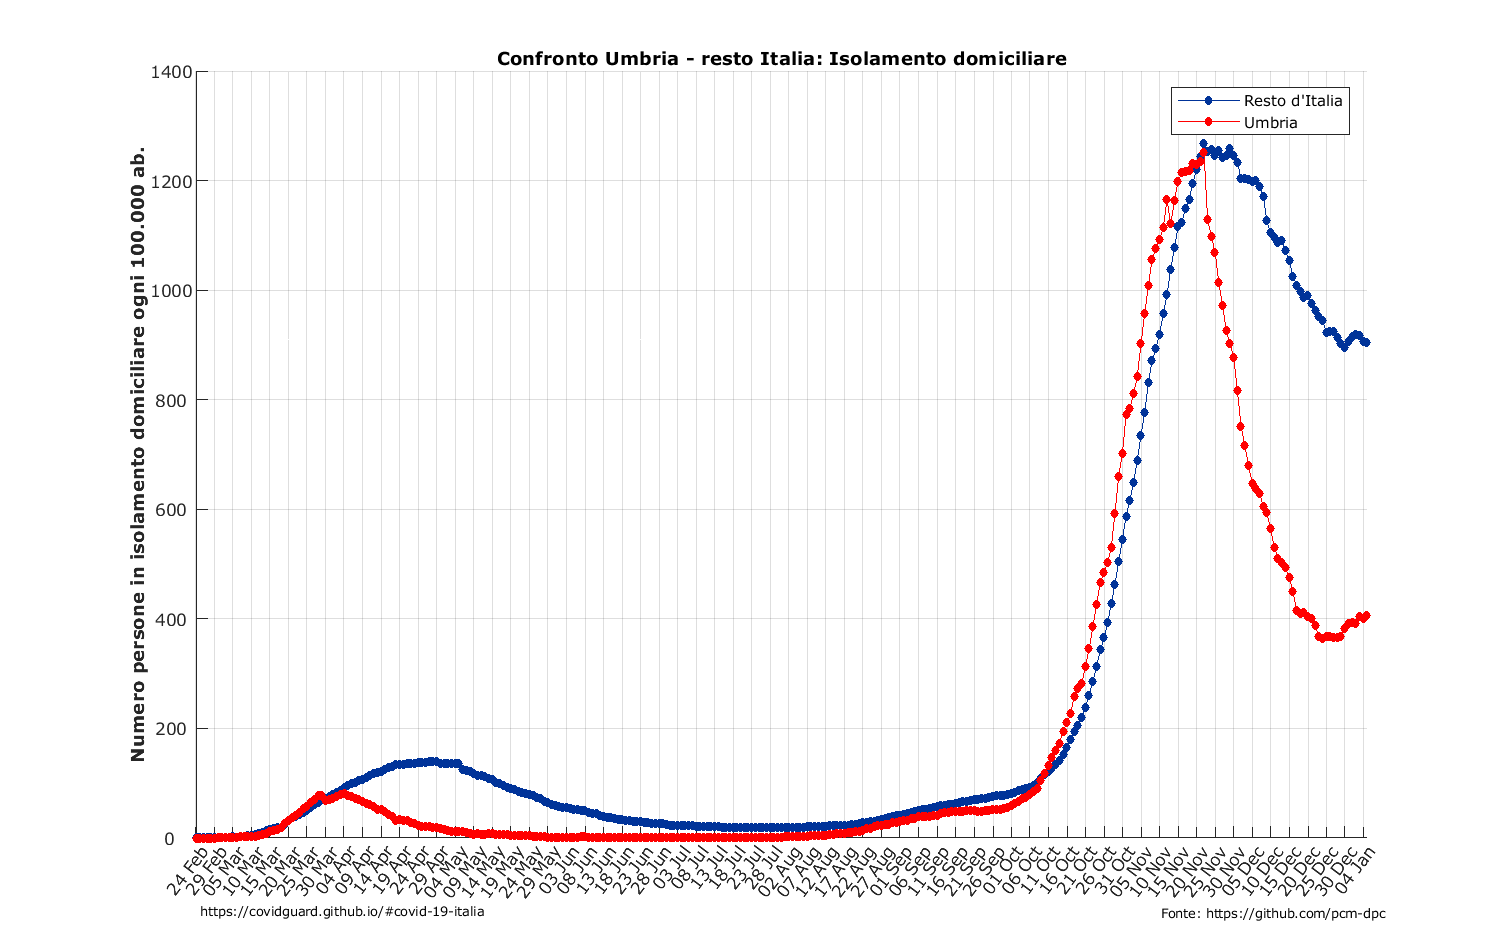 Confronto Umbria - resto Italia: Isolamento domiciliare
Numero persone in isolamento domiciliare ogni 100.000 ab.
1400
1200
1000
800
600
400
200
0
Resto d'Italia
Umbria
24 Feb
29 Feb
05 Mar
10 Mar
15 Mar
20 Mar
25 Mar
30 Mar
04 Apr
09 Apr
14 Apr
19 Apr
24 Apr
29 Apr
04 May
09 May
14 May
19 May
24 May
29 May
03 Jun
08 Jun
13 Jun
18 Jun
23 Jun
28 Jun
03 Jul
08 Jul
13 Jul
18 Jul
23 Jul
28 Jul
02 Aug
07 Aug
12 Aug
17 Aug
22 Aug
27 Aug
01 Sep
06 Sep
11 Sep
16 Sep
21 Sep
26 Sep
01 Oct
06 Oct
11 Oct
16 Oct
21 Oct
26 Oct
31 Oct
05 Nov
10 Nov
15 Nov
20 Nov
25 Nov
30 Nov
05 Dec
10 Dec
15 Dec
20 Dec
25 Dec
30 Dec
04 Jan
https://covidguard.github.io/#covid-19-italia
Fonte: https://github.com/pcm-dpc